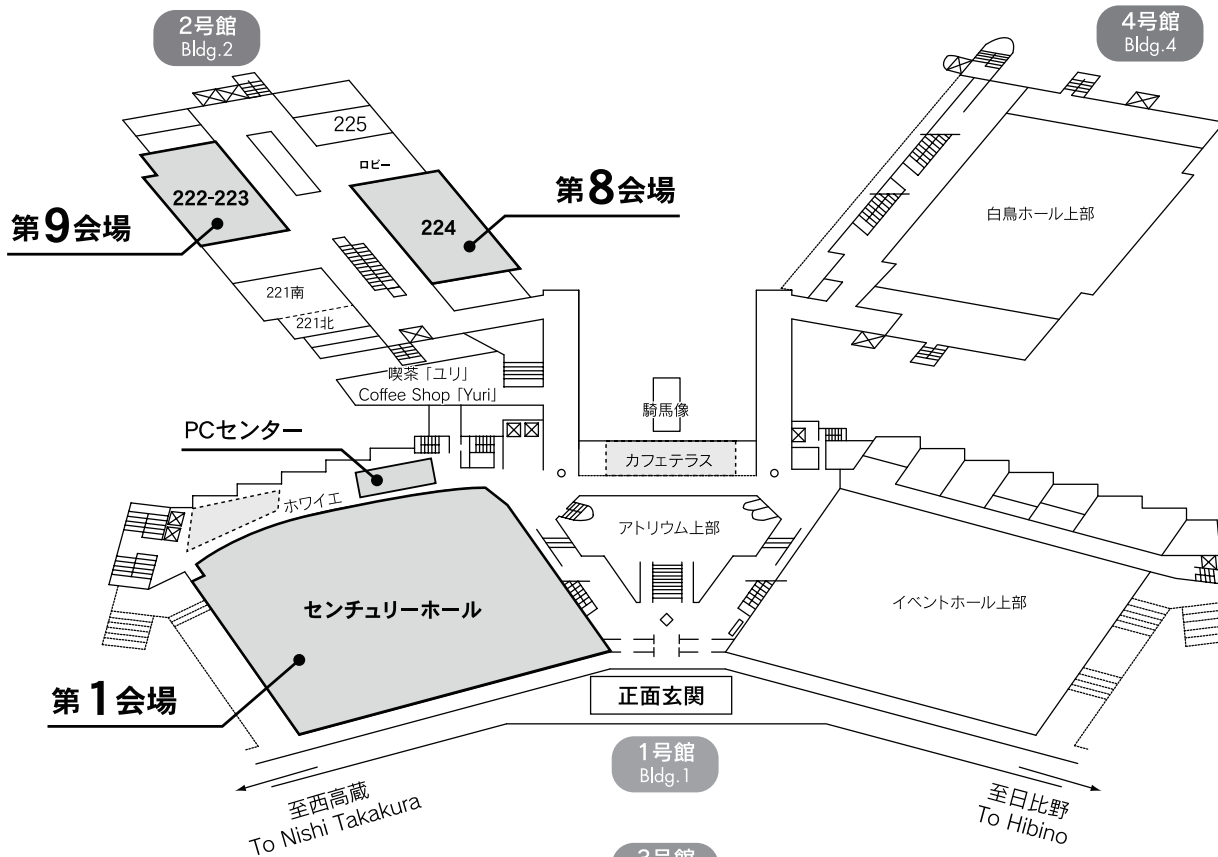 2号館
Bldg.2
4号館
Bldg.4
225
ロビー
第8会場
222-223
第9会場
224
白鳥ホール上部
221南
221北
喫茶「ユリ」
Coffee Shop「Yuri」
騎馬像
PCセンター
カフェテラス
ホワイエ
アトリウム上部
センチュリーホール
イベントホール上部
第1会場
正面玄関
1号館
Bldg.1
至西高蔵
To Nishi Takakura
至日比野
To Hibino
3号館